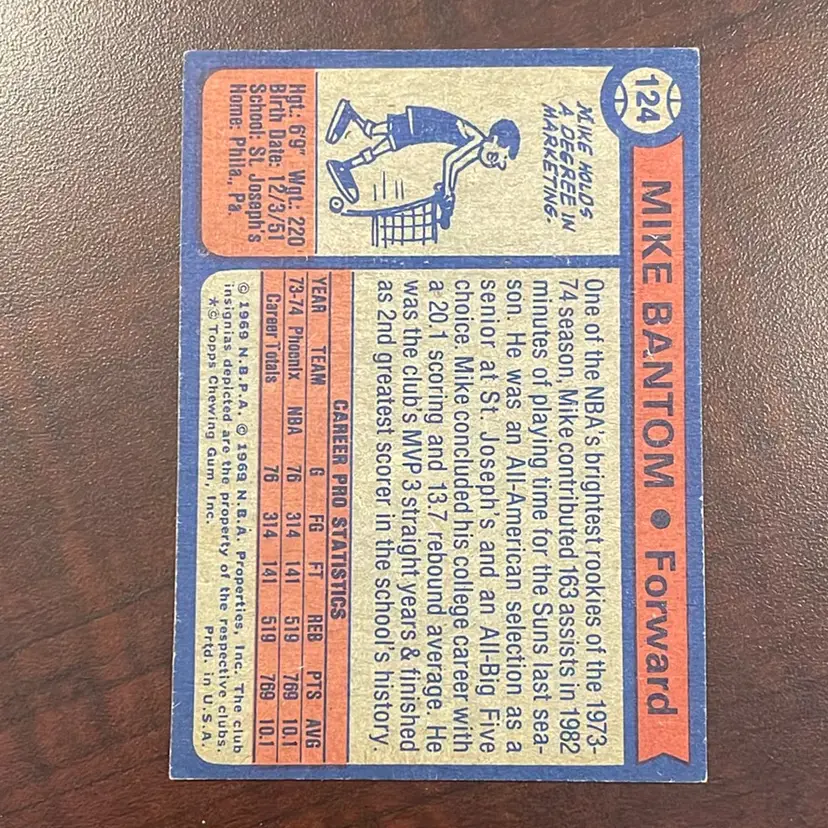 124
MIKE BANTOM • Forward
MIKE HOLDS
A DEGREE IN
MARKETING.
Hgt.: 6'9" Wgt.: 220
Birth Date: 12/3/51
School: St. Joseph's
Home: Phila., Pa.
One of the NBA's brightest rookies of the 1973-
74 season, Mike contributed 163 assists in 1982
minutes of playing time for the Suns last sea-
son. He was an All-American selection as a
senior at St. Joseph's and an All-Big Five
choice. Mike concluded his college career with
a 20.1 scoring and 13.7 rebound average. He
was the club's MVP 3 straight years & finished
as 2nd greatest scorer in the school's history.
CAREER PRO STATISTICS
YEAR TEAM G FG FT REB PTS AVG
73-74 Phoenix NBA 76 314 141 519 769 10.1
Career Totals 76 314 141 519 769 10.1
© 1969 N.B.P.A. © 1969 N.B.A. Properties, Inc. The club
insignias depicted are the property of the respective clubs.
*© Topps Chewing Gum, Inc. Prtd. in U.S.A.